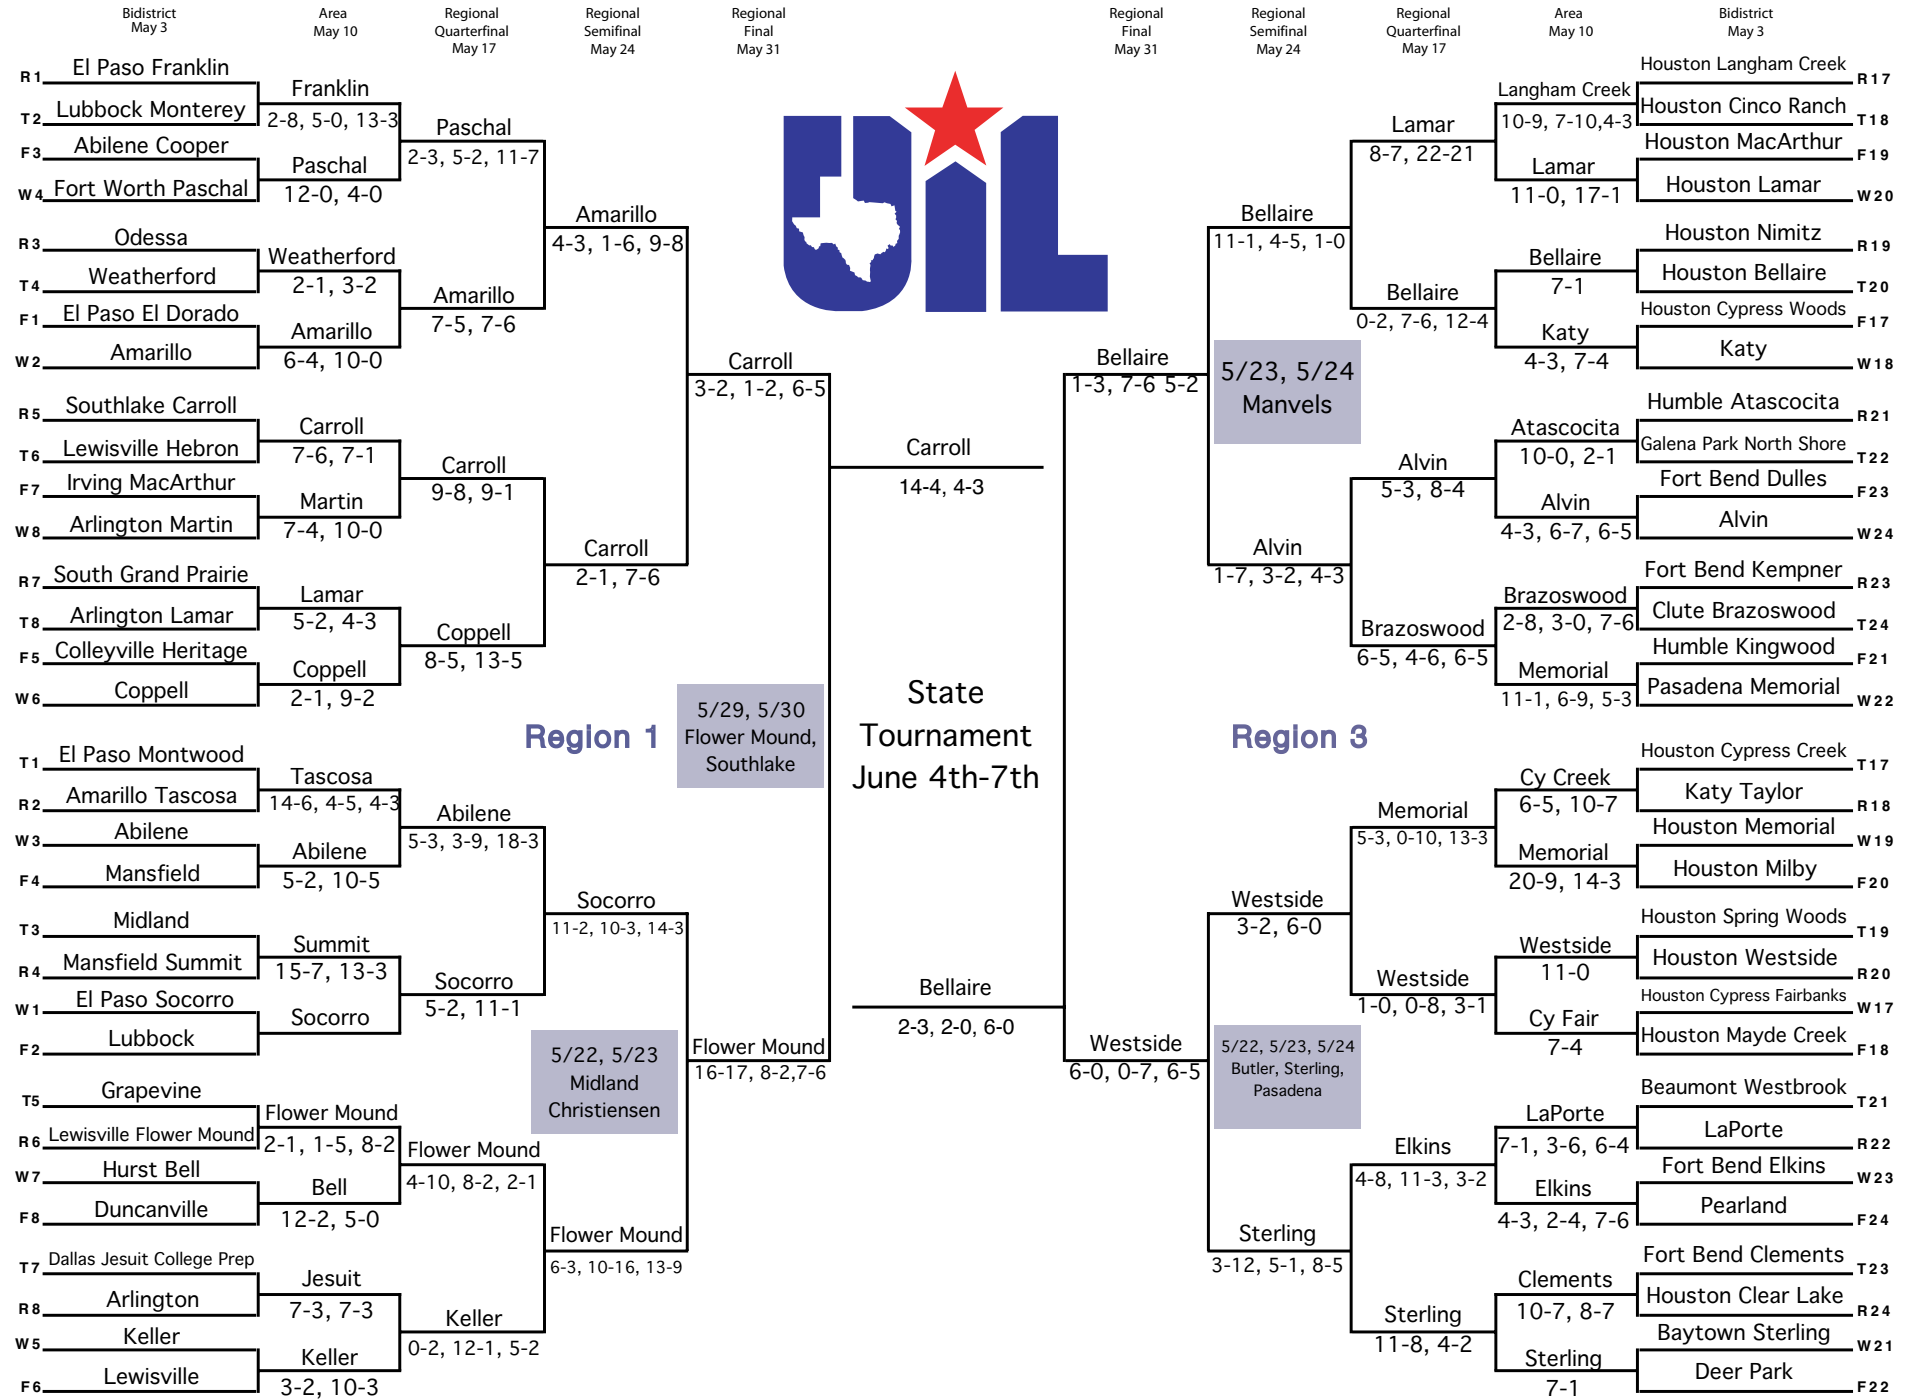 Bidistrict
May 3
Area
May 10
Regional
Quarterfinal
May 17
Regional
Semifinal
May 24
Regional
Final
May 31
Regional
Final
May 31
Regional
Semifinal
May 24
Regional
Quarterfinal
May 17
Area
May 10
Bidistrict
May 3
R1 El Paso Franklin
T2 Lubbock Monterey
F3 Abilene Cooper
W4 Fort Worth Paschal
R3 Odessa
T4 Weatherford
F1 El Paso El Dorado
W2 Amarillo
R5 Southlake Carroll
T6 Lewisville Hebron
F7 Irving MacArthur
W8 Arlington Martin
R7 South Grand Prairie
T8 Arlington Lamar
F5 Colleyville Heritage
W6 Coppell
T1 El Paso Montwood
R2 Amarillo Tascosa
W3 Abilene
F4 Mansfield
T3 Midland
R4 Mansfield Summit
W1 El Paso Socorro
F2 Lubbock
T5 Grapevine
R6 Lewisville Flower Mound
W7 Hurst Bell
F8 Duncanville
T7 Dallas Jesuit College Prep
R8 Arlington
W5 Keller
F6 Lewisville
Franklin
2-8, 5-0, 13-3
Paschal
12-0, 4-0
Weatherford
2-1, 3-2
Amarillo
6-4, 10-0
Carroll
7-6, 7-1
Martin
7-4, 10-0
Lamar
5-2, 4-3
Coppell
2-1, 9-2
Tascosa
14-6, 4-5, 4-3
Abilene
5-2, 10-5
Summit
15-7, 13-3
Socorro
Flower Mound
2-1, 1-5, 8-2
Bell
12-2, 5-0
Jesuit
7-3, 7-3
Keller
3-2, 10-3
Paschal
2-3, 5-2, 11-7
Amarillo
7-5, 7-6
Carroll
9-8, 9-1
Coppell
8-5, 13-5
Abilene
5-3, 3-9, 18-3
Socorro
5-2, 11-1
Flower Mound
4-10, 8-2, 2-1
Keller
0-2, 12-1, 5-2
Amarillo
4-3, 1-6, 9-8
Carroll
2-1, 7-6
Region 1
Socorro
11-2, 10-3, 14-3
5/22, 5/23
Midland
Christiensen
Flower Mound
6-3, 10-16, 13-9
Carroll
3-2, 1-2, 6-5
5/29, 5/30
Flower Mound,
Southlake
Flower Mound
16-17, 8-2,7-6
UIL
Carroll
14-4, 4-3
State
Tournament
June 4th-7th
Bellaire
2-3, 2-0, 6-0
Bellaire
1-3, 7-6 5-2
Westside
6-0, 0-7, 6-5
Bellaire
11-1, 4-5, 1-0
5/23, 5/24
Manvels
Alvin
1-7, 3-2, 4-3
Region 3
Westside
3-2, 6-0
5/22, 5/23, 5/24
Butler, Sterling,
Pasadena
Sterling
3-12, 5-1, 8-5
Lamar
8-7, 22-21
Bellaire
0-2, 7-6, 12-4
Alvin
5-3, 8-4
Brazoswood
6-5, 4-6, 6-5
Memorial
5-3, 0-10, 13-3
Westside
1-0, 0-8, 3-1
Elkins
4-8, 11-3, 3-2
Sterling
11-8, 4-2
Langham Creek
10-9, 7-10,4-3
Lamar
11-0, 17-1
Bellaire
7-1
Katy
4-3, 7-4
Atascocita
10-0, 2-1
Alvin
4-3, 6-7, 6-5
Brazoswood
2-8, 3-0, 7-6
Memorial
11-1, 6-9, 5-3
Cy Creek
6-5, 10-7
Memorial
20-9, 14-3
Westside
11-0
Cy Fair
7-4
LaPorte
7-1, 3-6, 6-4
Elkins
4-3, 2-4, 7-6
Clements
10-7, 8-7
Sterling
7-1
Houston Langham Creek R17
Houston Cinco Ranch T18
Houston MacArthur F19
Houston Lamar W20
Houston Nimitz R19
Houston Bellaire T20
Houston Cypress Woods F17
Katy W18
Humble Atascocita R21
Galena Park North Shore T22
Fort Bend Dulles F23
Alvin W24
Fort Bend Kempner R23
Clute Brazoswood T24
Humble Kingwood F21
Pasadena Memorial W22
Houston Cypress Creek T17
Katy Taylor R18
Houston Memorial W19
Houston Milby F20
Houston Spring Woods T19
Houston Westside R20
Houston Cypress Fairbanks W17
Houston Mayde Creek F18
Beaumont Westbrook T21
LaPorte R22
Fort Bend Elkins W23
Pearland F24
Fort Bend Clements T23
Houston Clear Lake R24
Baytown Sterling W21
Deer Park F22